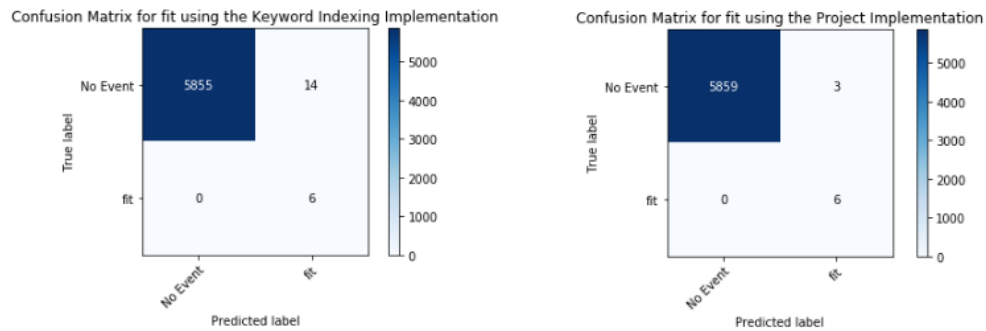 Confusion Matrix for fit using the Keyword Indexing Implementation
No Event
5855
14
fit
0
6
True label
No Event
fit
Predicted label
5000
4000
3000
2000
1000
0
Confusion Matrix for fit using the Project Implementation
No Event
5859
3
fit
0
6
True label
No Event
fit
Predicted label
5000
4000
3000
2000
1000
0